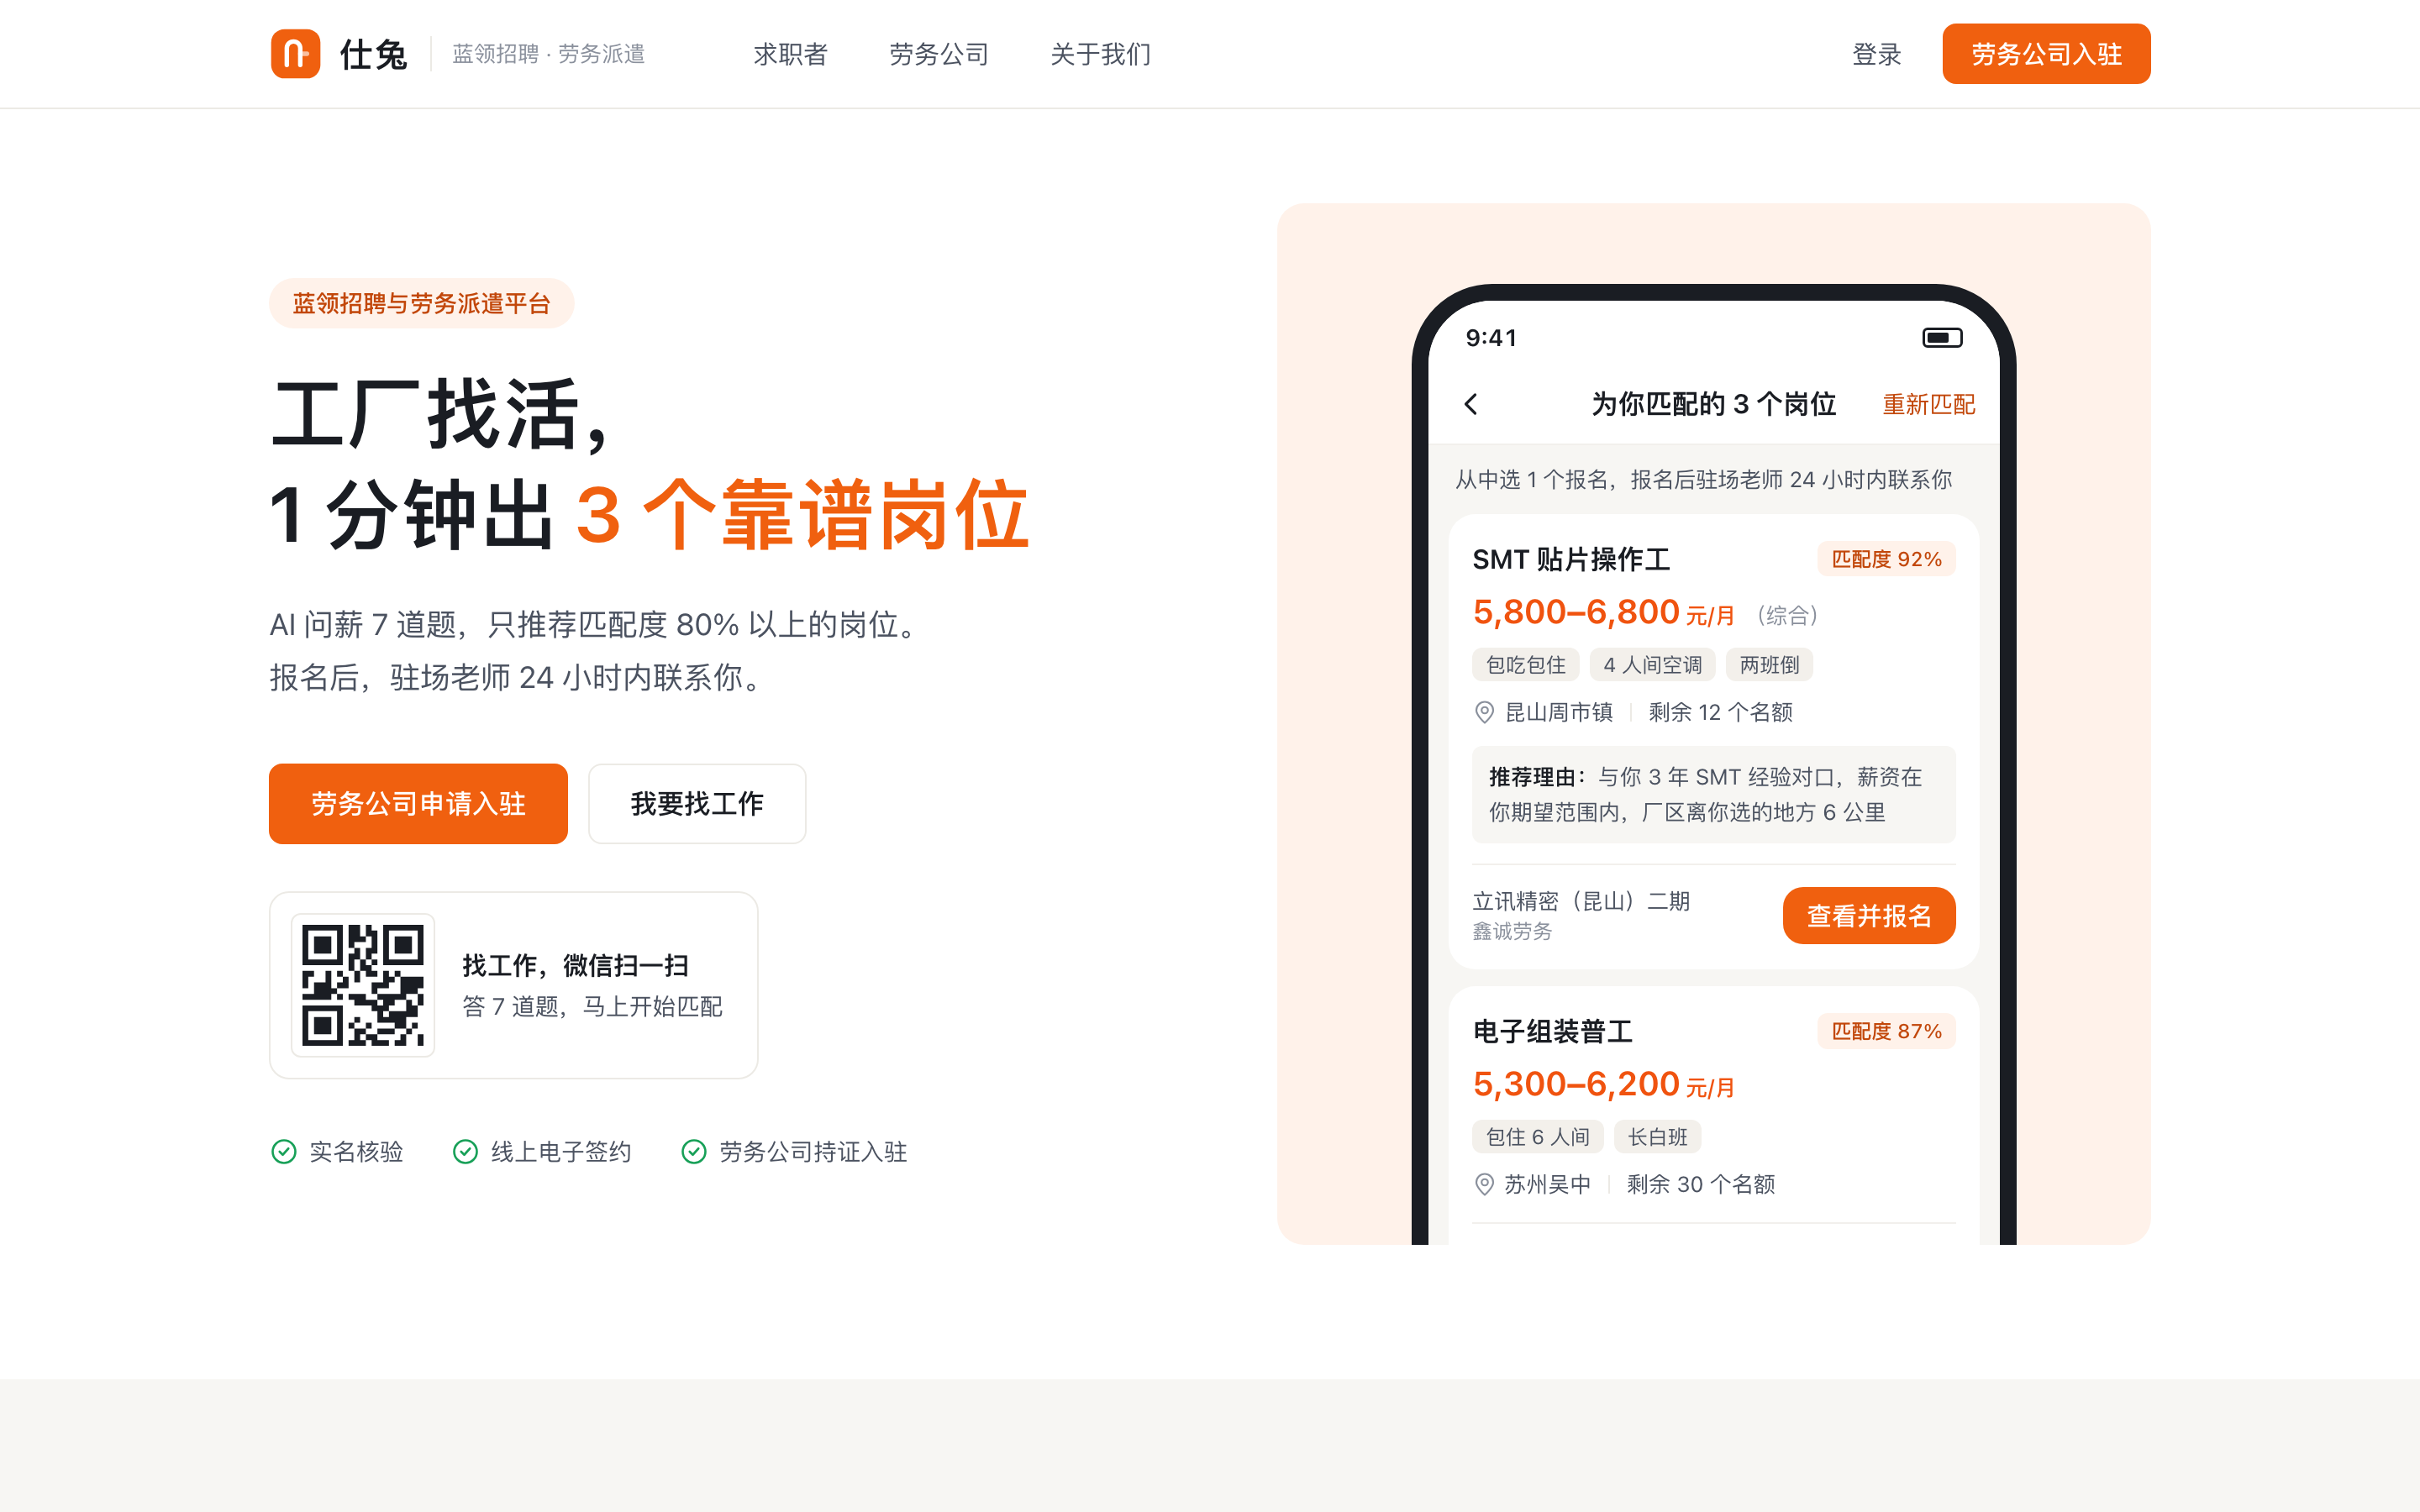 仕兔
蓝领招聘 · 劳务派遣
求职者
劳务公司
关于我们
登录
劳务公司入驻
蓝领招聘与劳务派遣平台
工厂找活，
1 分钟出 3 个靠谱岗位
AI 问薪 7 道题，只推荐匹配度 80% 以上的岗位。
报名后，驻场老师 24 小时内联系你。
劳务公司申请入驻
我要找工作
找工作，微信扫一扫
答 7 道题，马上开始匹配
实名核验
线上电子签约
劳务公司持证入驻
9:41
为你匹配的 3 个岗位
重新匹配
从中选 1 个报名，报名后驻场老师 24 小时内联系你
SMT 贴片操作工
匹配度 92%
5,800–6,800 元/月 （综合）
包吃包住
4 人间空调
两班倒
昆山周市镇
剩余 12 个名额
推荐理由：与你 3 年 SMT 经验对口，薪资在
你期望范围内，厂区离你选的地方 6 公里
立讯精密（昆山）二期
鑫诚劳务
查看并报名
电子组装普工
匹配度 87%
5,300–6,200 元/月
包住 6 人间
长白班
苏州吴中
剩余 30 个名额